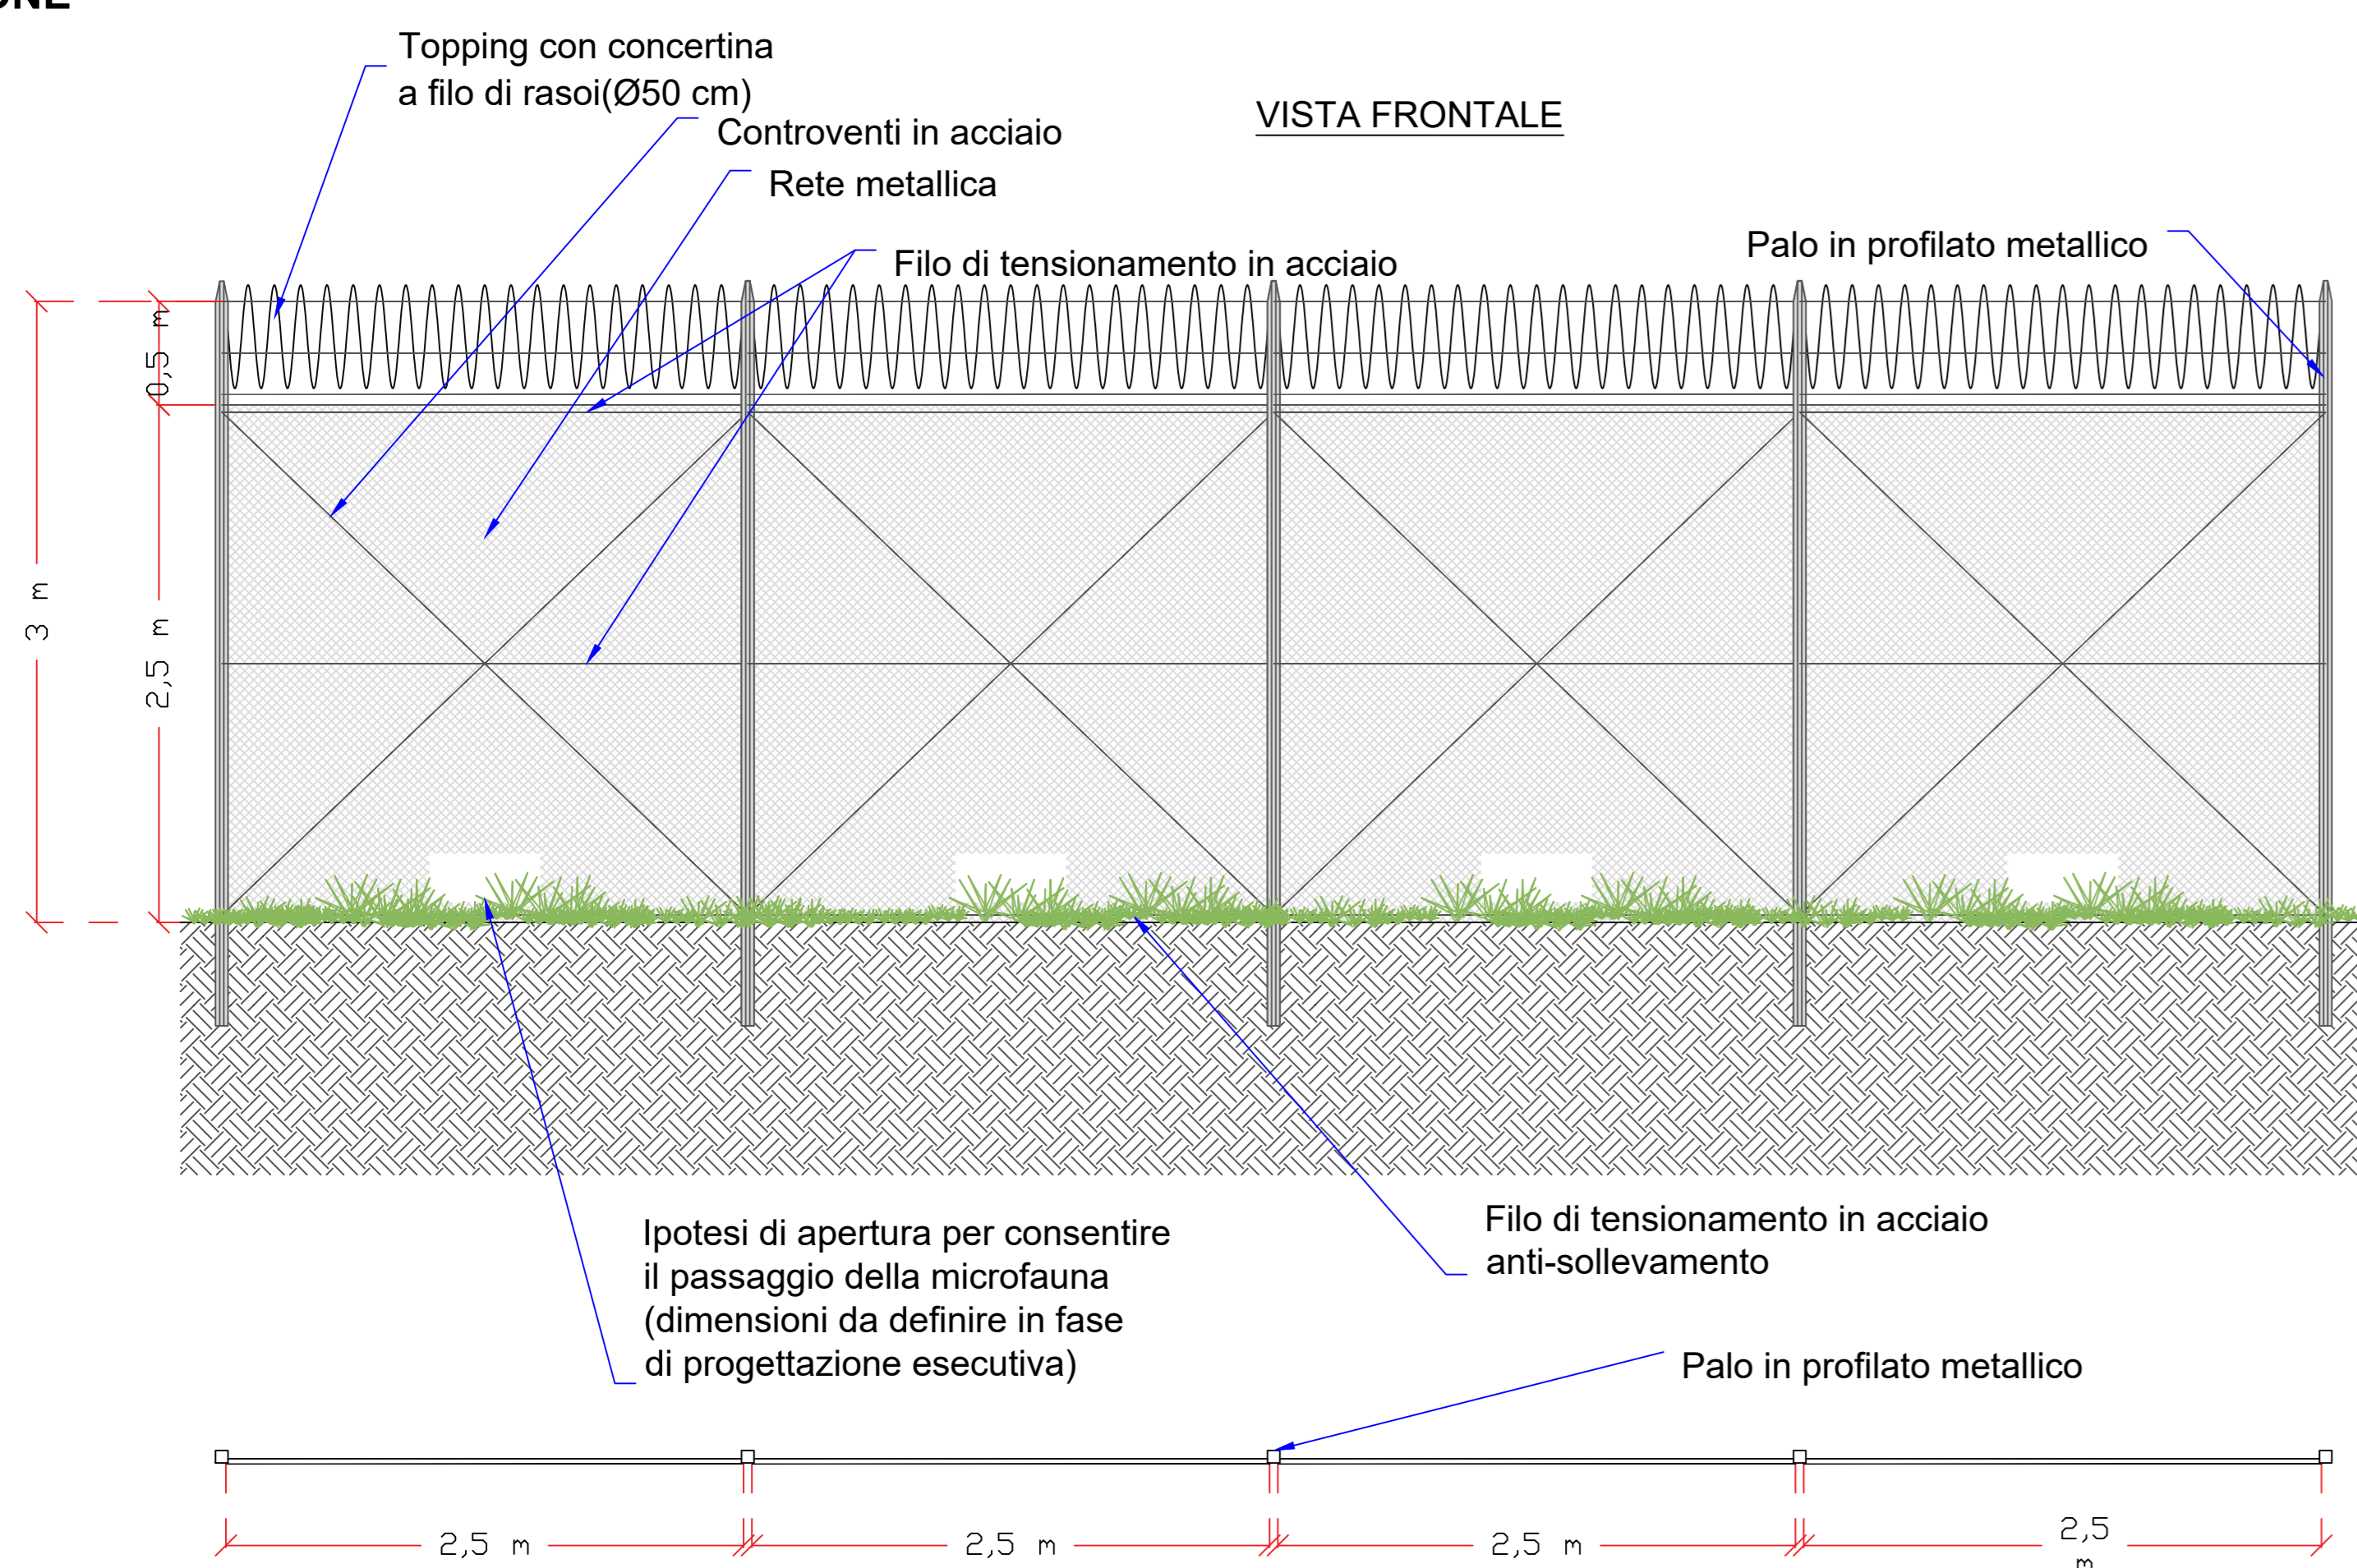 Topping con concertina
a filo di rasoi(Ø50 cm)
VISTA FRONTALE
Controventi in acciaio
Rete metallica
Palo in profilato metallico
Filo di tensionamento in acciaio
0,5 m
3 m
2,5 m
Ipotesi di apertura per consentire
il passaggio della microfauna
(dimensioni da definire in fase
di progettazione esecutiva)
Filo di tensionamento in acciaio
anti-sollevamento
Palo in profilato metallico
2,5 m
2,5 m
2,5 m
2,5
m